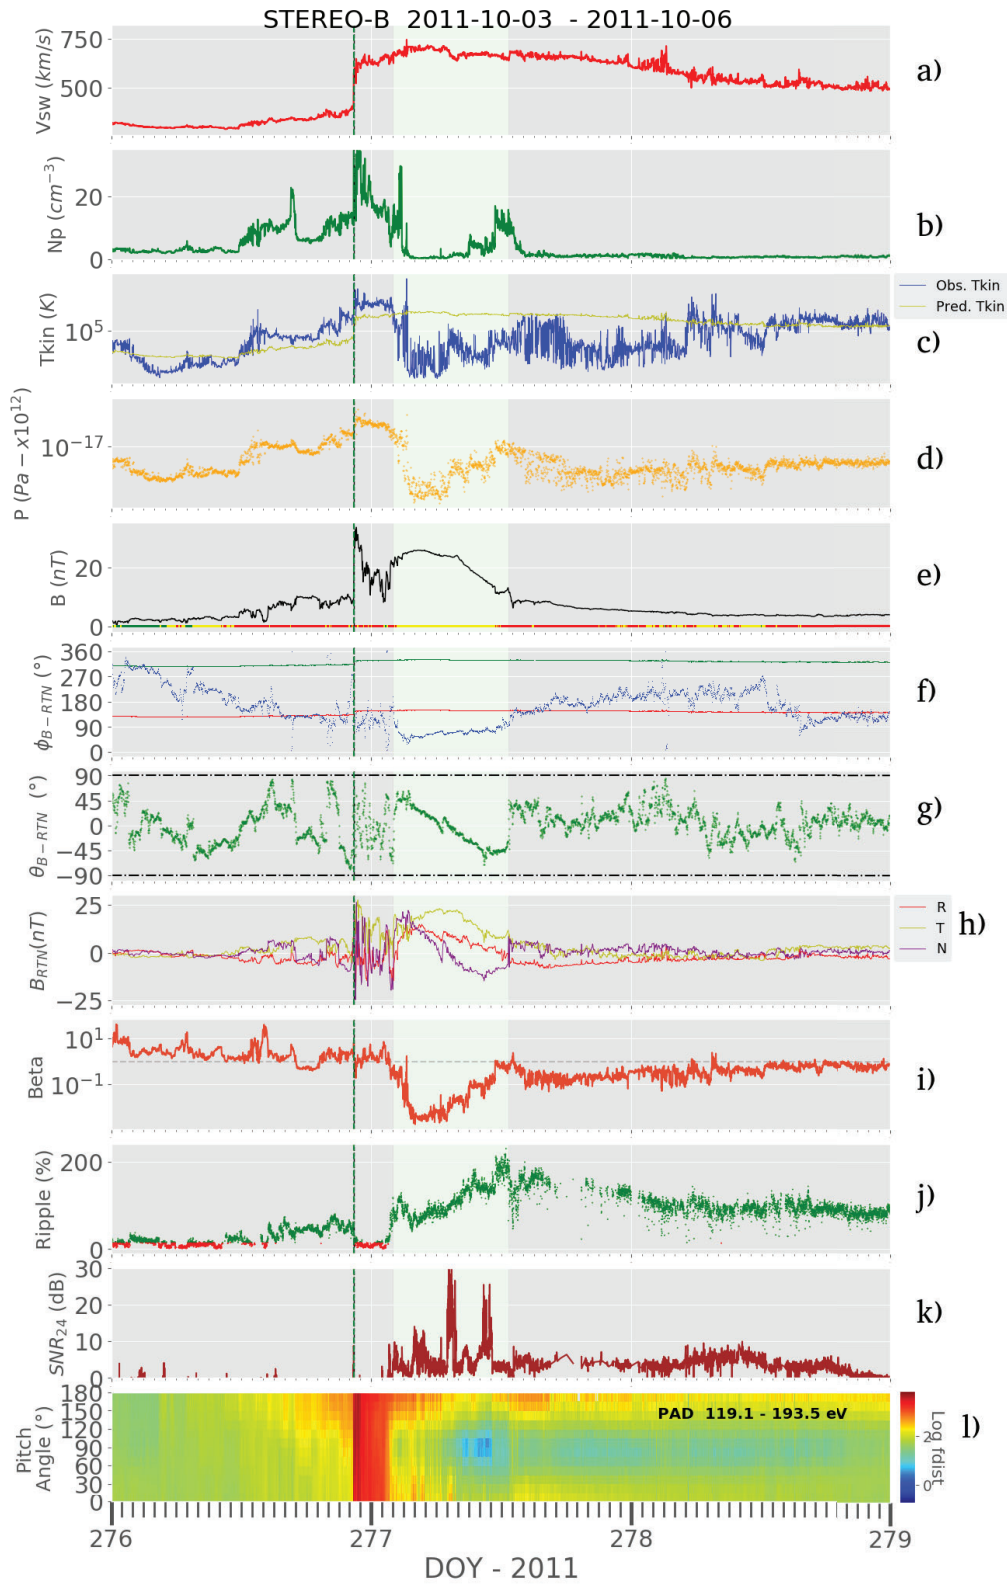 STEREO-B 2011-10-03 - 2011-10-06
Vsw (km/s)
750
500
a)
Np (cm⁻³)
20
0
b)
Tkin (K)
10⁵
Obs. Tkin
Pred. Tkin
c)
P (Pa − x10¹²)
10⁻¹⁷
d)
B (nT)
20
0
e)
ϕB−RTN (°)
360
270
180
90
0
f)
θB−RTN (°)
90
45
0
−45
−90
g)
BRTN(nT)
25
0
−25
R
T
N
h)
Beta
10¹
10⁻¹
i)
Ripple (%)
200
0
j)
SNR₂₄ (dB)
30
20
10
0
k)
Pitch
Angle (°)
180
150
120
90
60
30
0
PAD 119.1 - 193.5 eV
Log fdist
2
0
l)
276
277
278
279
DOY - 2011